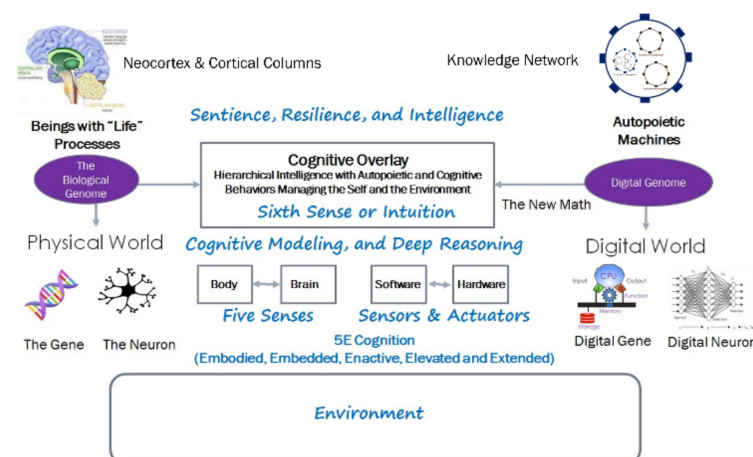 Neocortex & Cortical Columns
Knowledge Network
Sentience, Resilience, and Intelligence
Beings with “Life”
Processes
Autopoietic
Machines
The
Biological
Genome
Cognitive Overlay
Hierarchical Intelligence with Autopoietic and Cognitive
Behaviors Managing the Self and the Environment
Sixth Sense or Intuition
Digital Genome
The New Math
Physical World
Cognitive Modeling, and Deep Reasoning
Digital World
Body
Brain
Software
Hardware
Five Senses
Sensors & Actuators
Input
CPU
Output
Function
Memory
Storage
The Gene
The Neuron
Digital Gene
Digital Neuron
5E Cognition
(Embodied, Embedded, Enactive, Elevated and Extended)
Environment